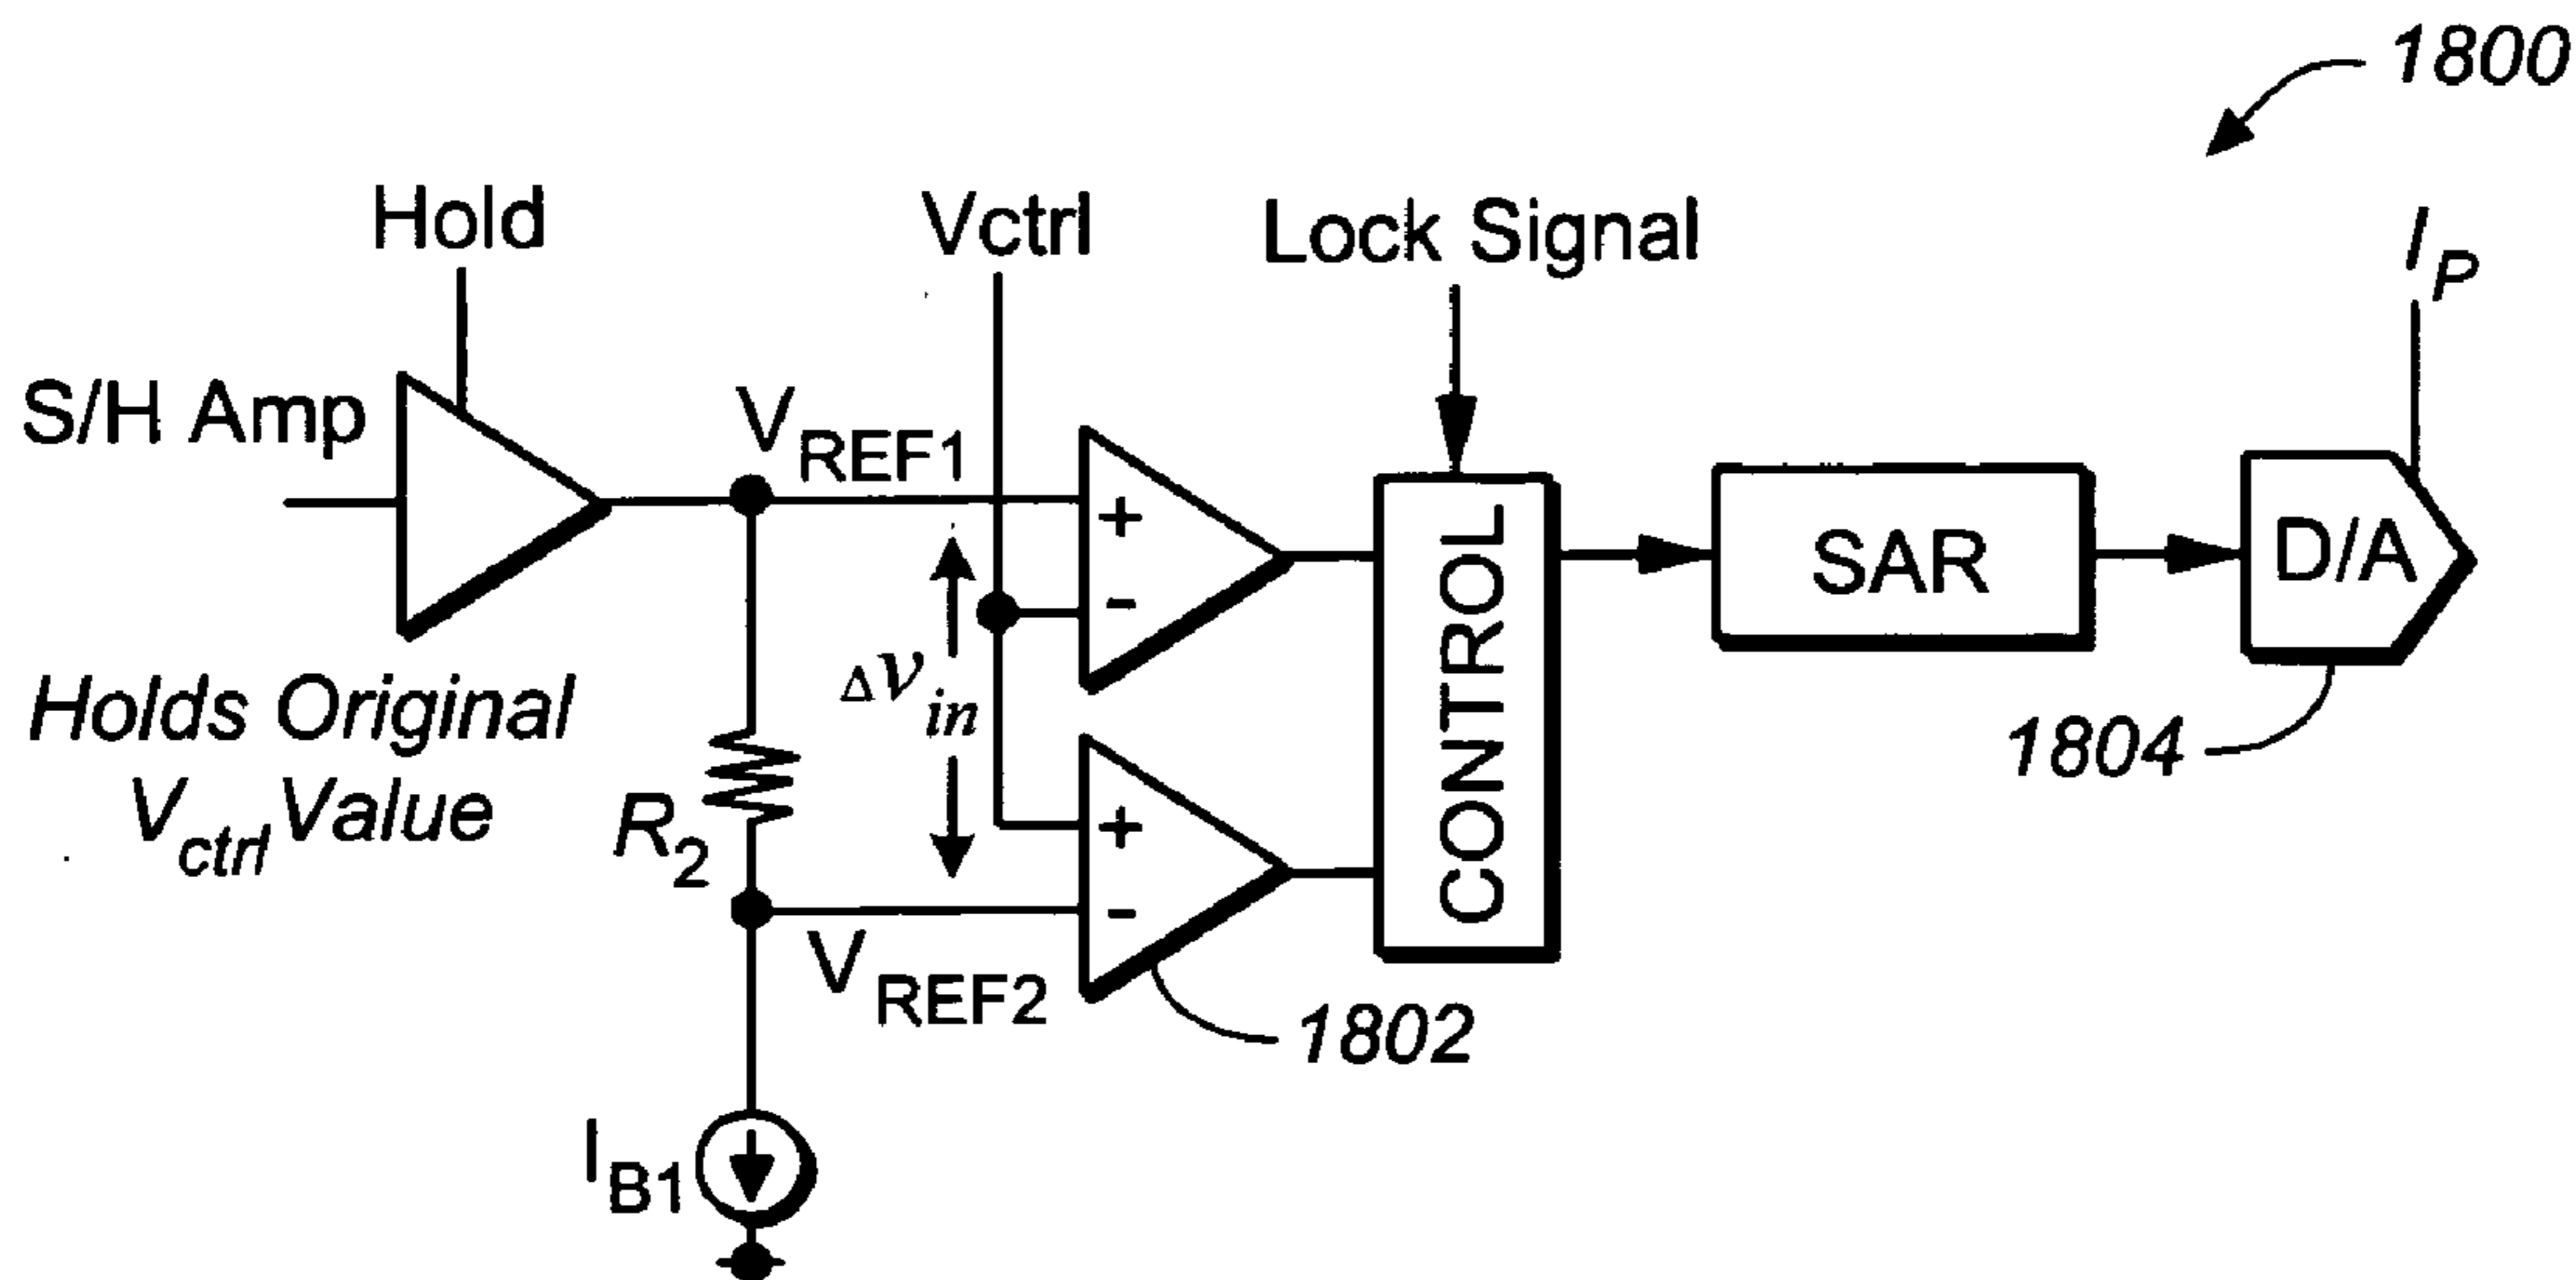 1800
Hold
Vctrl
Lock Signal
I_P
S/H Amp
V_REF1
+
-
Δv_in
CONTROL
SAR
D/A
Holds Original
V_ctrl Value
R_2
+
-
1804
V_REF2
1802
I_B1